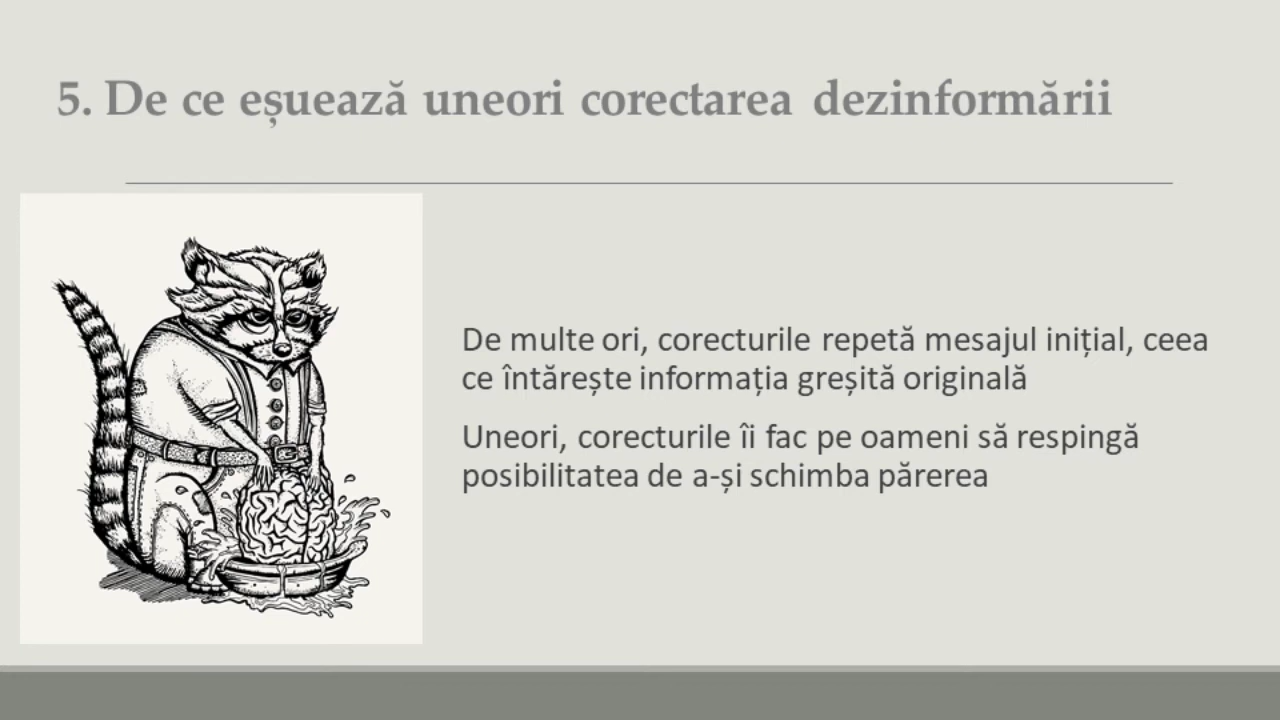 5. De ce eșuează uneori corectarea dezinformării
De multe ori, corecturile repetă mesajul inițial, ceea
ce întărește informația greșită originală
Uneori, corecturile îi fac pe oameni să respingă
posibilitatea de a-și schimba părerea